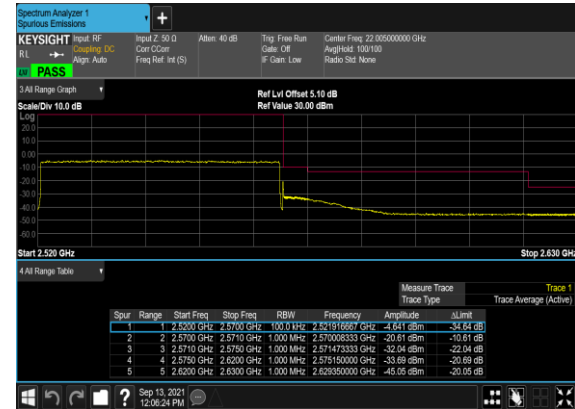 Spectrum Analyzer 1
Spurious Emissions
KEYSIGHT Input: RF Input Z: 50 Ω Atten: 40 dB Trig: Free Run Center Freq: 22.005000000 GHz
RL Coupling: DC Corr CCorr Gate: Off Avg|Hold: 100/100
Align: Auto Freq Ref: Int (S) IF Gain: Low Radio Std: None
PASS
3 All Range Graph
Ref Lvl Offset 5.10 dB
Scale/Div 10.0 dB Ref Value 30.00 dBm
Log
20.0
10.0
0.00
-10.0
-20.0
-30.0
-40.0
-50.0
-60.0
Start 2.520 GHz Stop 2.630 GHz
4 All Range Table
Measure Trace Trace 1
Trace Type Trace Average (Active)
Spur Range Start Freq Stop Freq RBW Frequency Amplitude ΔLimit
1 1 2.5200 GHz 2.5700 GHz 100.0 kHz 2.521916667 GHz -4.641 dBm -34.64 dB
2 2 2.5700 GHz 2.5710 GHz 1.000 MHz 2.570008333 GHz -20.61 dBm -10.61 dB
3 3 2.5710 GHz 2.5750 GHz 1.000 MHz 2.571473333 GHz -32.04 dBm -22.04 dB
4 4 2.5750 GHz 2.6200 GHz 1.000 MHz 2.575150000 GHz -33.69 dBm -20.69 dB
5 5 2.6200 GHz 2.6300 GHz 1.000 MHz 2.629350000 GHz -45.05 dBm -20.05 dB
Sep 13, 2021
12:06:24 PM